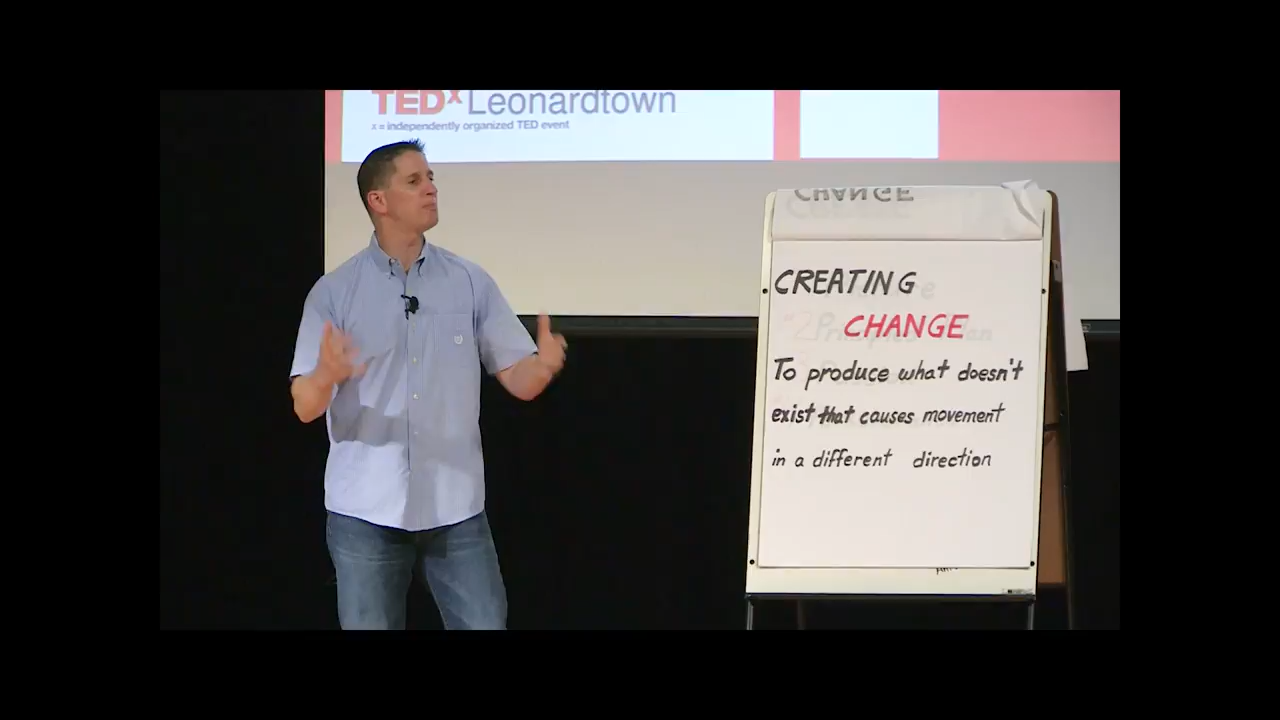 TEDx Leonardtown
x = independently organized TED event
CHANGE
CREATING
CHANGE
To produce what doesn't
exist that causes movement
in a different direction